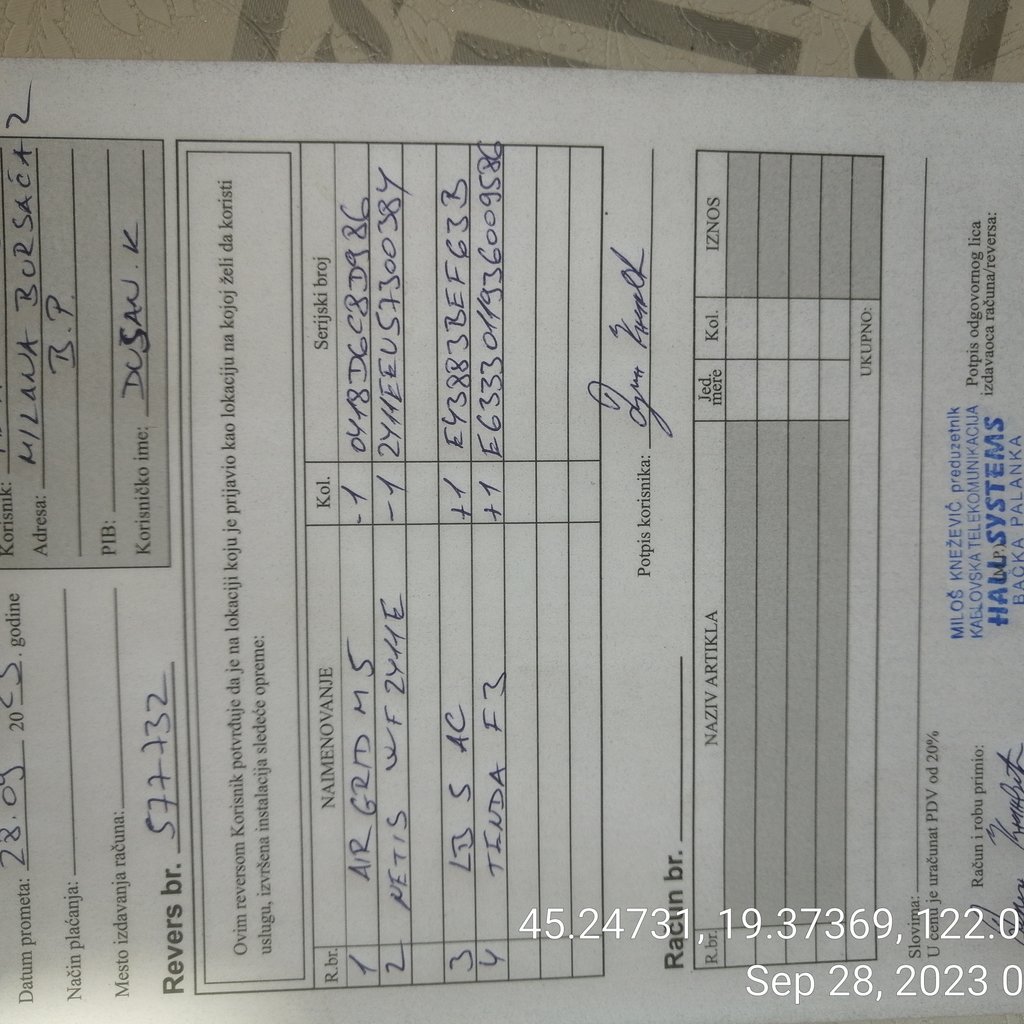 Datum prometa: 28.09 2023. godine
Način plaćanja:
Mesto izdavanja računa:
Korisnik:
Adresa: MILANA BURSAĆA 2
B.P.
PIB:
Korisničko ime: DUSAN.K
Revers br. 577732
Ovim reversom Korisnik potvrđuje da je na lokaciji koju je prijavio kao lokaciju na kojoj želi da koristi
uslugu, izvršena instalacija sledeće opreme:
R.br. NAIMENOVANJE Kol. Serijski broj
1 AIR GRID M5 -1 0418D6C8D986
2 NETIS WF2411E -1 2411EEU57300384
3 LB 5 AC +1 E43883BEF63B
4 TENDA F3 +1 E6333011936009586
Potpis korisnika:
Račun br.
R.br. NAZIV ARTIKLA Jed. mere Kol. IZNOS
UKUPNO:
Slovima:
U cenu je uračunat PDV od 20%
Račun i robu primio:
(M.P.)
Potpis odgovornog lica
izdavaoca računa/reversa:
MILOŠ KNEŽEVIĆ preduzetnik
KABLOVSKA TELEKOMUNIKACIJA
HALL SYSTEMS
BAČKA PALANKA
45.24731, 19.37369, 122.0
Sep 28, 2023 0